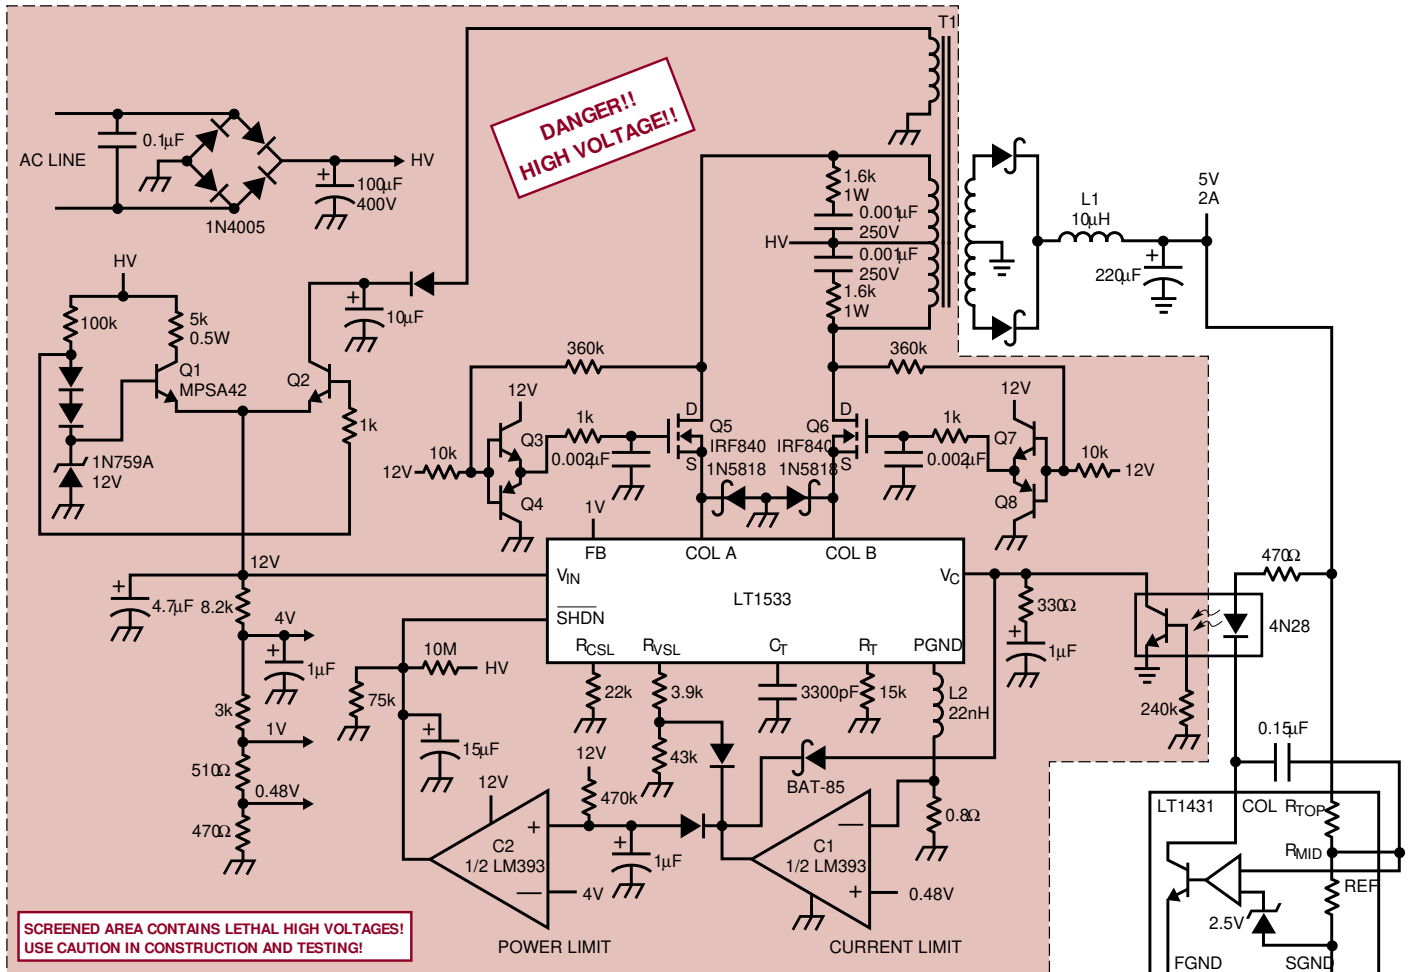 T1
DANGER!!
HIGH VOLTAGE!!
AC LINE
0.1µF
HV
100µF
400V
1N4005
1.6k
1W
0.001µF
250V
HV
0.001µF
250V
1.6k
1W
5V
2A
L1
10µH
220µF
HV
100k
5k
0.5W
10µF
Q1
MPSA42
Q2
1k
1N759A
12V
360k
360k
12V
Q3
1k
0.002µF
10k
12V
Q4
D
Q5
IRF840
S
1N5818
D
Q6
IRF840
S
1N5818
1k
0.002µF
12V
Q7
10k
12V
Q8
1V
FB
COL A
COL B
VIN
LT1533
VC
SHDN
RCSL
RVSL
CT
RT
PGND
12V
4.7µF
8.2k
4V
1µF
3k
1V
510Ω
0.48V
470Ω
10M
HV
75k
15µF
22k
3.9k
43k
3300pF
15k
L2
22nH
330Ω
1µF
470Ω
4N28
240k
0.15µF
12V
470k
12V
BAT-85
0.8Ω
+
C2
1/2 LM393
—
4V
1µF
—
C1
1/2 LM393
+
0.48V
POWER LIMIT
CURRENT LIMIT
LT1431
COL
RTOP
RMID
REF
2.5V
FGND
SGND
SCREENED AREA CONTAINS LETHAL HIGH VOLTAGES!
USE CAUTION IN CONSTRUCTION AND TESTING!